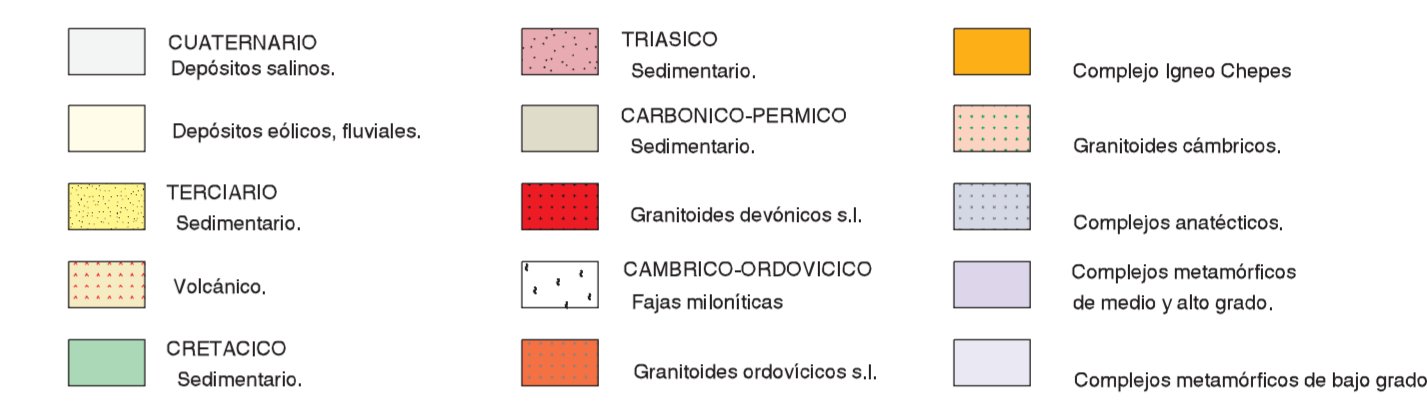 CUATERNARIO
Depósitos salinos.
Depósitos eólicos, fluviales.
TERCIARIO
Sedimentario.
Volcánico.
CRETACICO
Sedimentario.
TRIASICO
Sedimentario.
CARBONICO-PERMICO
Sedimentario.
Granitoides devónicos s.l.
CAMBRICO-ORDOVICICO
Fajas miloníticas
Granitoides ordovícicos s.l.
Complejo Igneo Chepes
Granitoides cámbricos.
Complejos anatécticos.
Complejos metamórficos
de medio y alto grado.
Complejos metamórficos de bajo grado